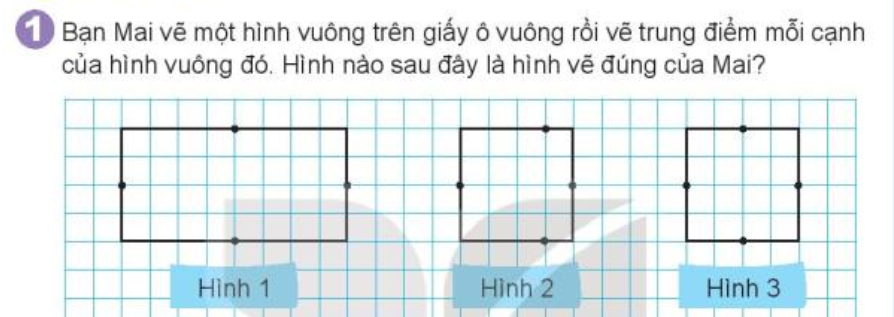 1 Bạn Mai vẽ một hình vuông trên giấy ô vuông rồi vẽ trung điểm mỗi cạnh
của hình vuông đó. Hình nào sau đây là hình vẽ đúng của Mai?
Hình 1 Hình 2 Hình 3